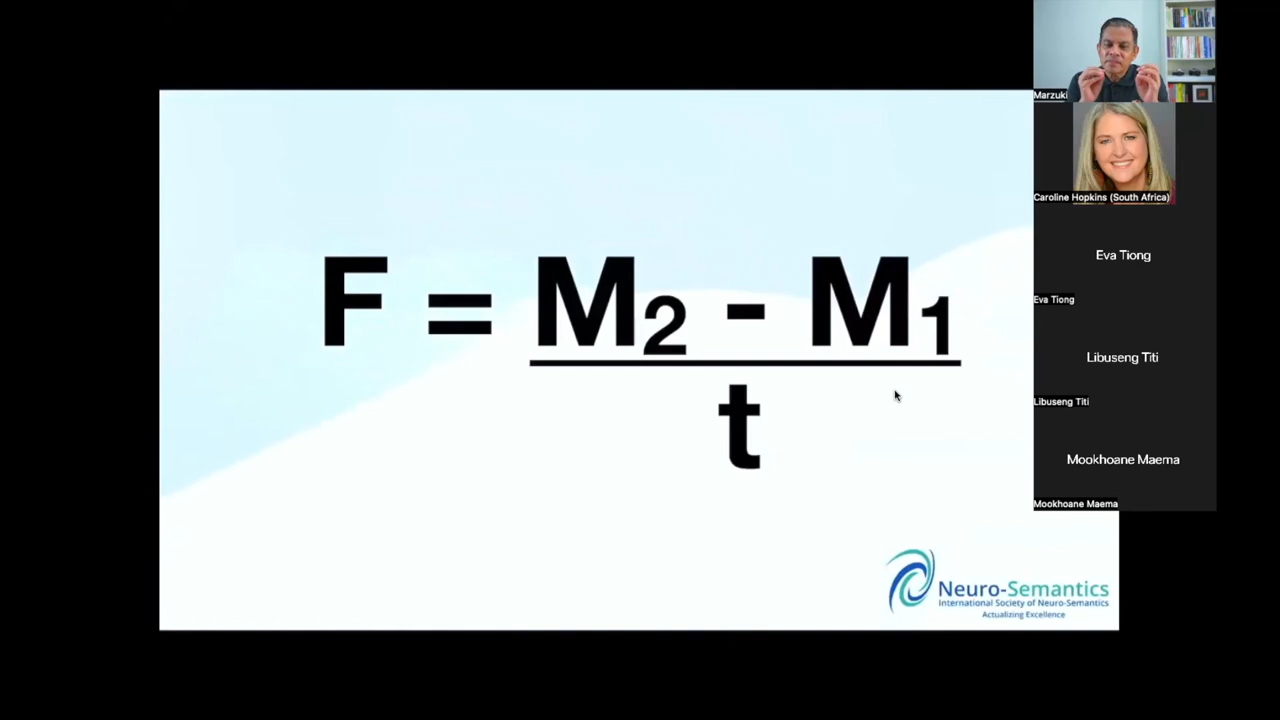 F = M₂ - M₁
t
Neuro-Semantics
International Society of Neuro-Semantics
Actualizing Excellence
Marzuki
Caroline Hopkins (South Africa)
Eva Tiong
Eva Tiong
Libuseng Titi
Libuseng Titi
Mookhoane Maema
Mookhoane Maema